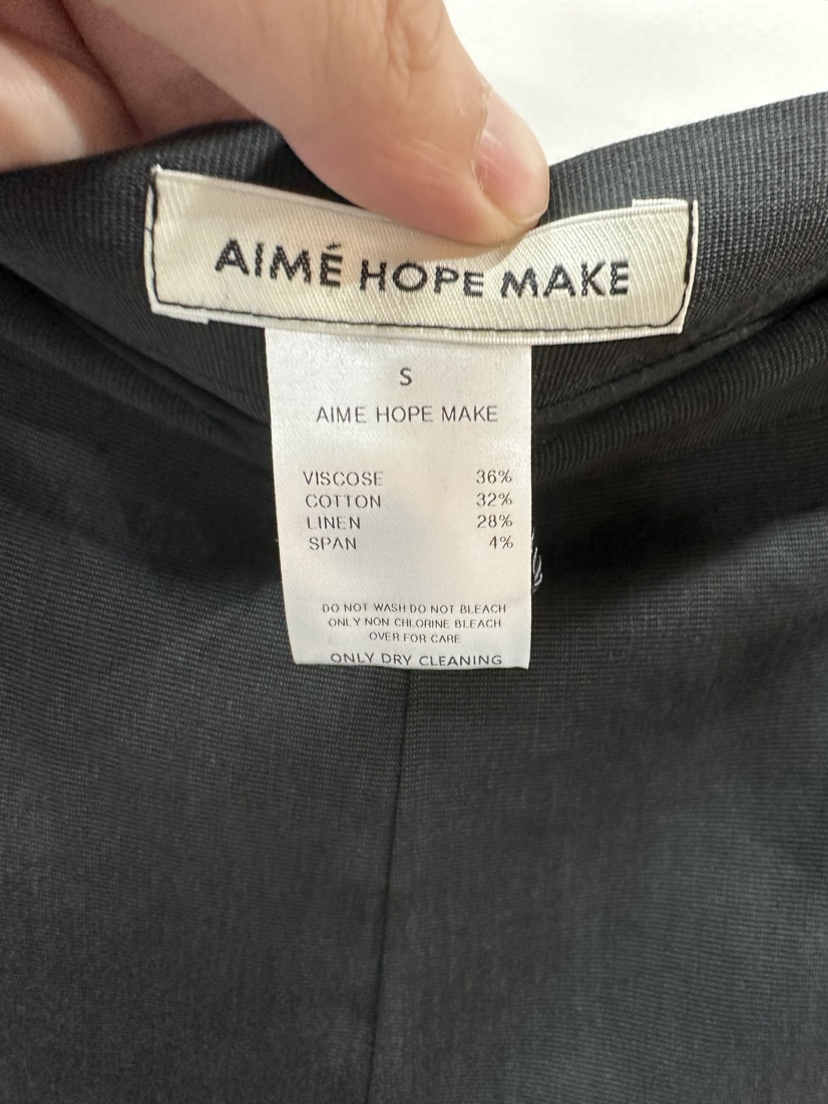 AIMÉ HOPE MAKE
S
AIME HOPE MAKE
VISCOSE 36%
COTTON 32%
LINEN 28%
SPAN 4%
DO NOT WASH DO NOT BLEACH
ONLY NON CHLORINE BLEACH
OVER FOR CARE
ONLY DRY CLEANING